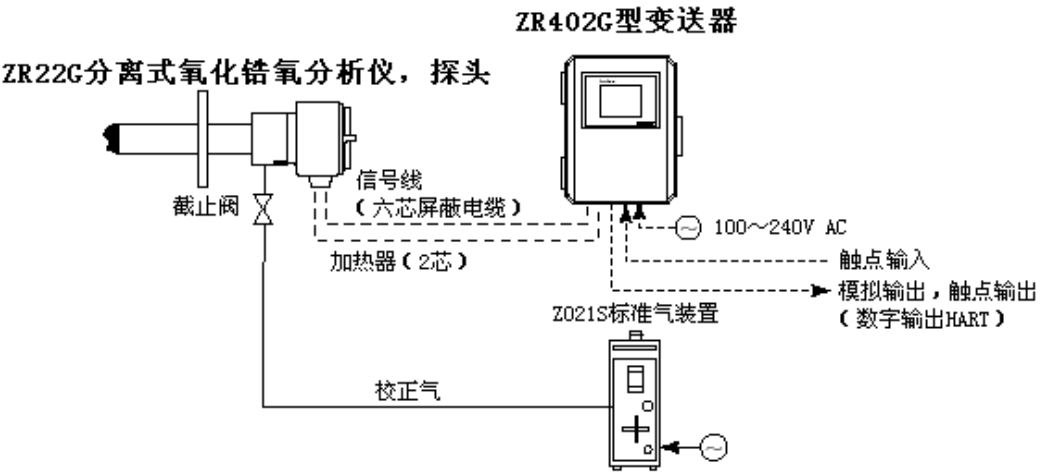 ZR402G型变送器
ZR22G分离式氧化锆氧分析仪，探头
信号线
（六芯屏蔽电缆）
截止阀
100～240V AC
加热器（2芯）
触点输入
模拟输出，触点输出
（数字输出HART）
Z021S标准气装置
校正气